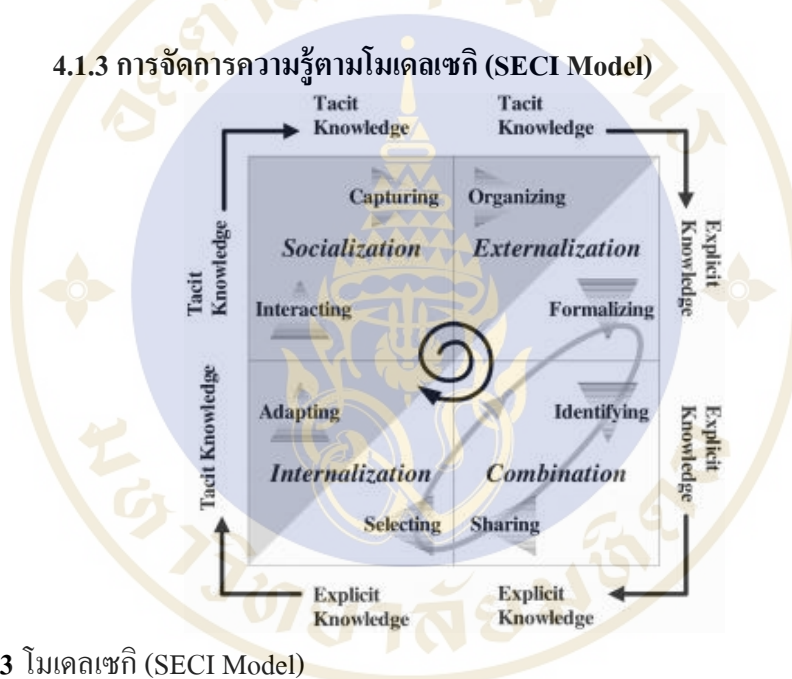 4.1.3 การจัดการความรู้ตามโมเดลเซกิ (SECI Model)
Tacit
Knowledge
Tacit
Knowledge
Capturing
Organizing
Socialization
Externalization
Tacit
Knowledge
Explicit
Knowledge
Interacting
Formalizing
Adapting
Identifying
Tacit Knowledge
Explicit
Knowledge
Internalization
Combination
Selecting
Sharing
Explicit
Knowledge
Explicit
Knowledge
3 โมเดลเซกิ (SECI Model)